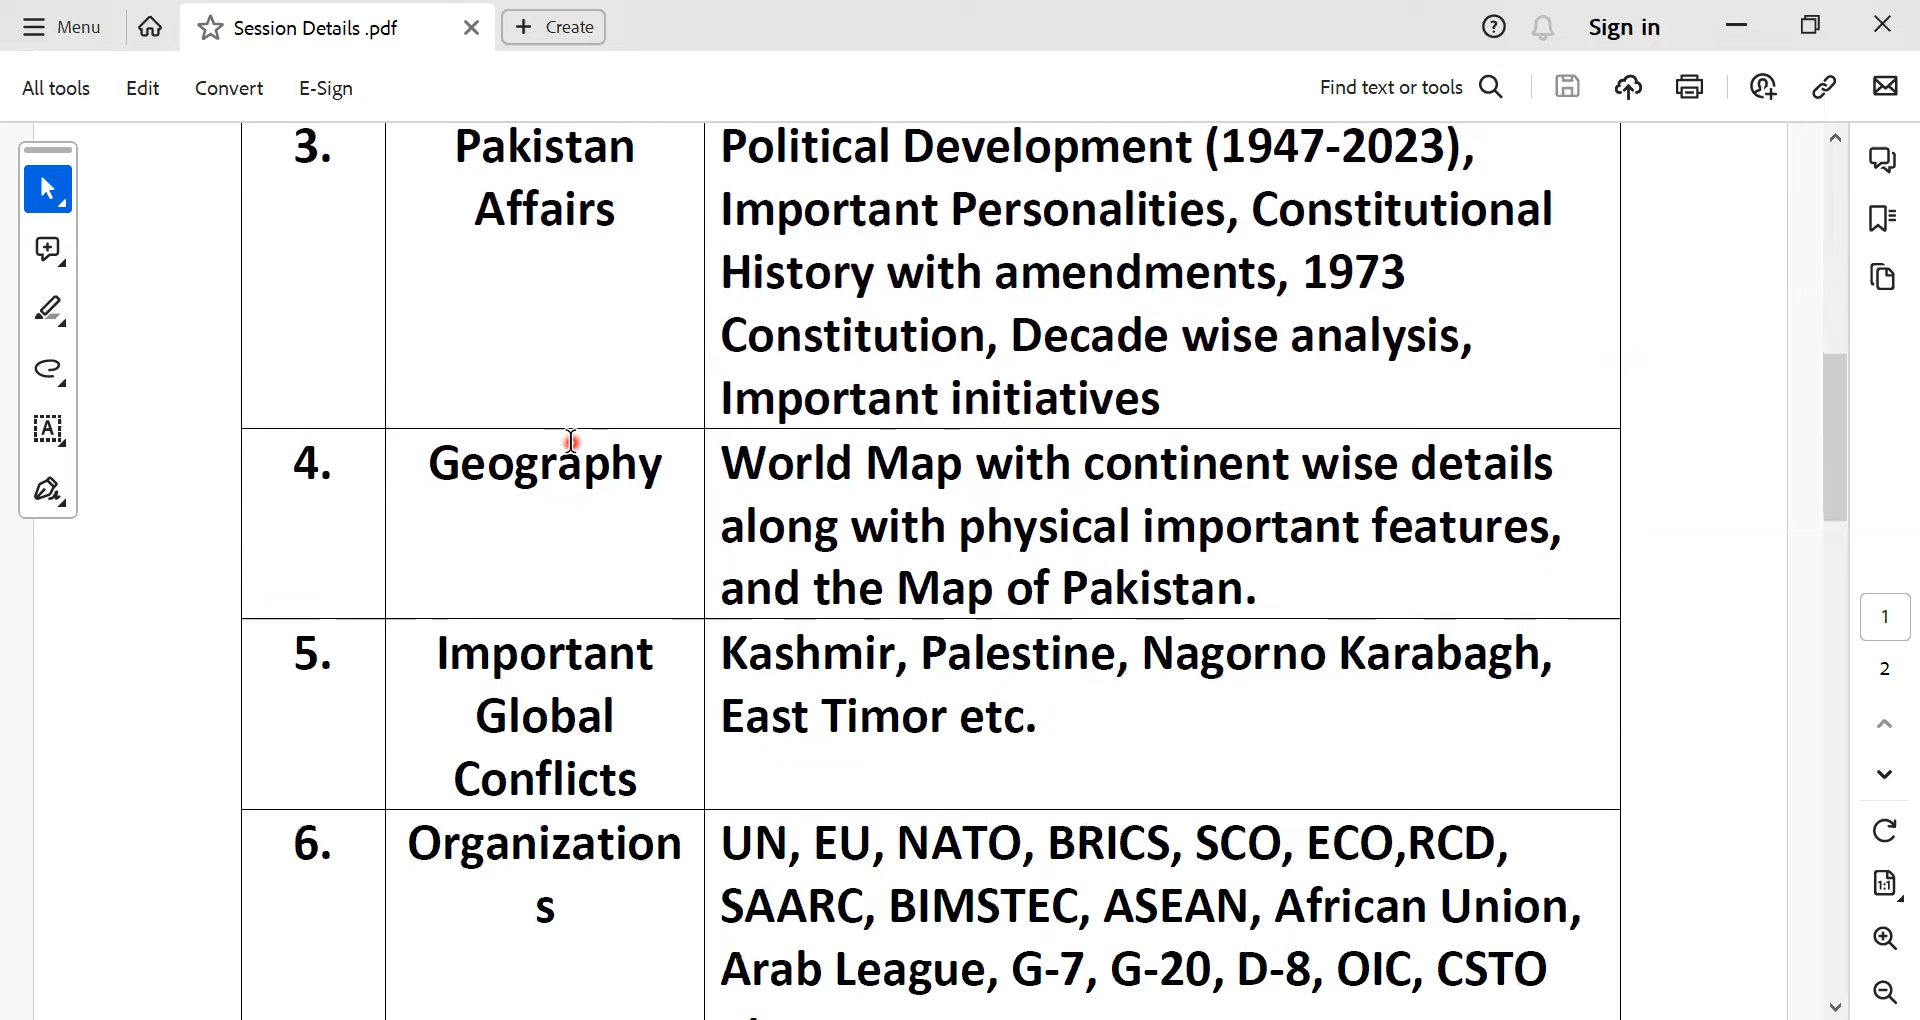 Menu
Session Details .pdf
Create
Sign in
All tools
Edit
Convert
E-Sign
Find text or tools
3.
Pakistan
Affairs
Political Development (1947-2023),
Important Personalities, Constitutional
History with amendments, 1973
Constitution, Decade wise analysis,
Important initiatives
4.
Geography
World Map with continent wise details
along with physical important features,
and the Map of Pakistan.
5.
Important
Global
Conflicts
Kashmir, Palestine, Nagorno Karabagh,
East Timor etc.
6.
Organization
s
UN, EU, NATO, BRICS, SCO, ECO,RCD,
SAARC, BIMSTEC, ASEAN, African Union,
Arab League, G-7, G-20, D-8, OIC, CSTO
1
2
1:1